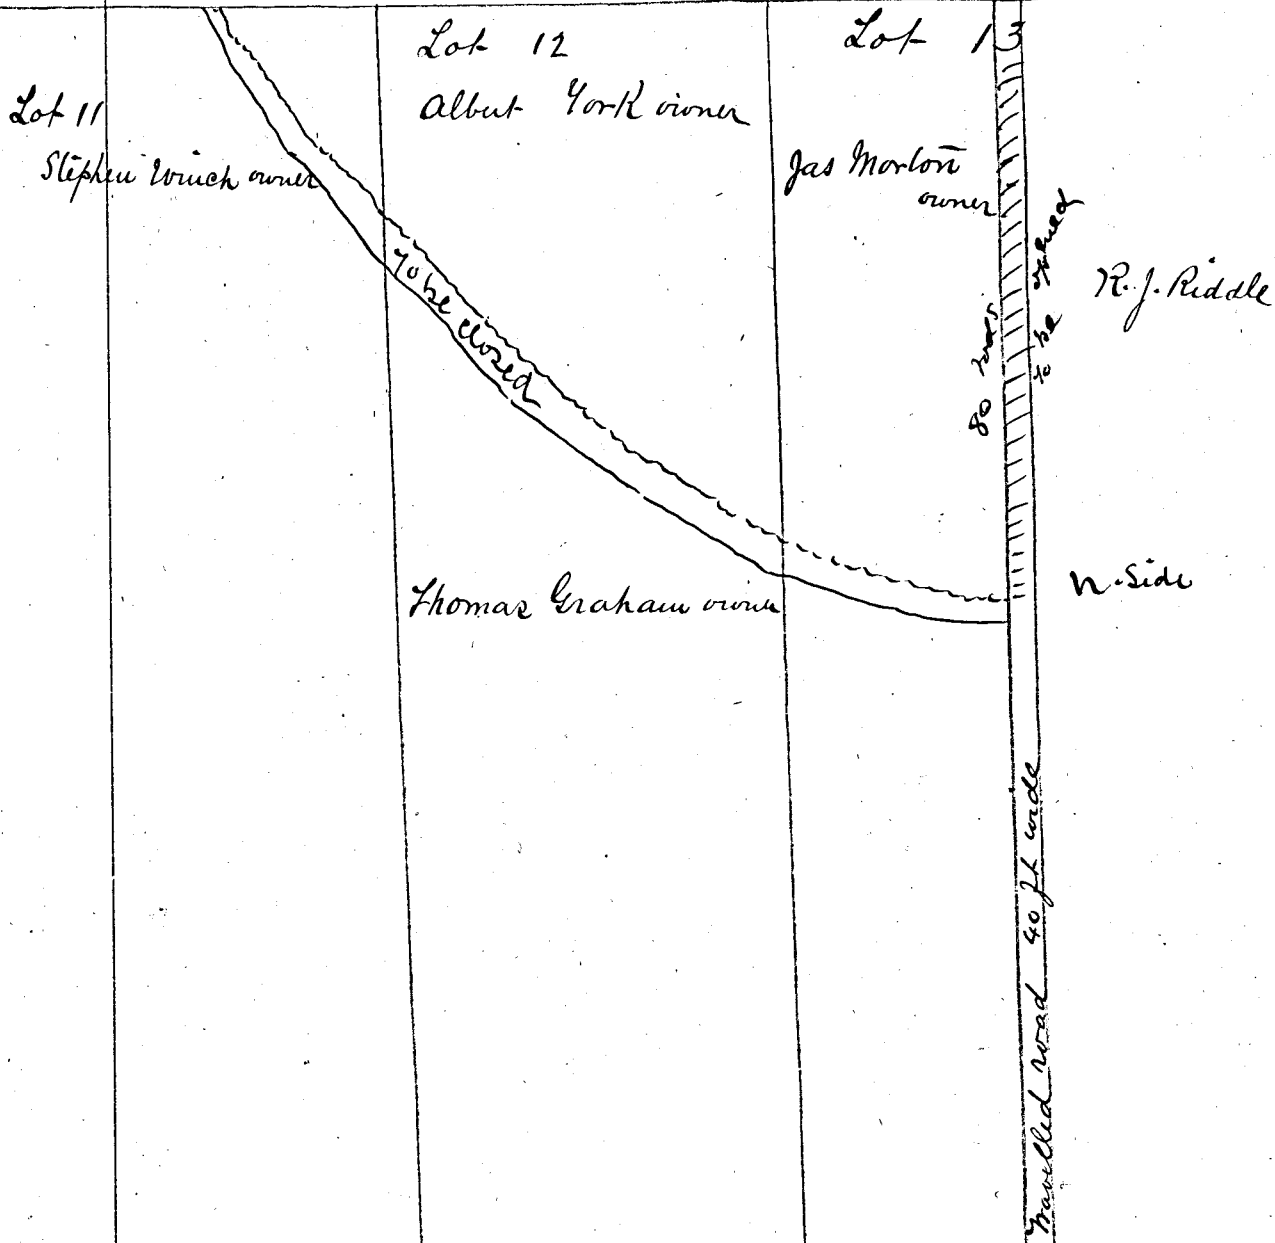 Lot 12
Lot 13
Lot 11
Albert York owner
Stephen Winch owner
Jas Morton
owner
R. J. Riddle
to be opened
80 rods
To be closed
Thomas Graham owner
N. Side
Travelled road 40 ft wide